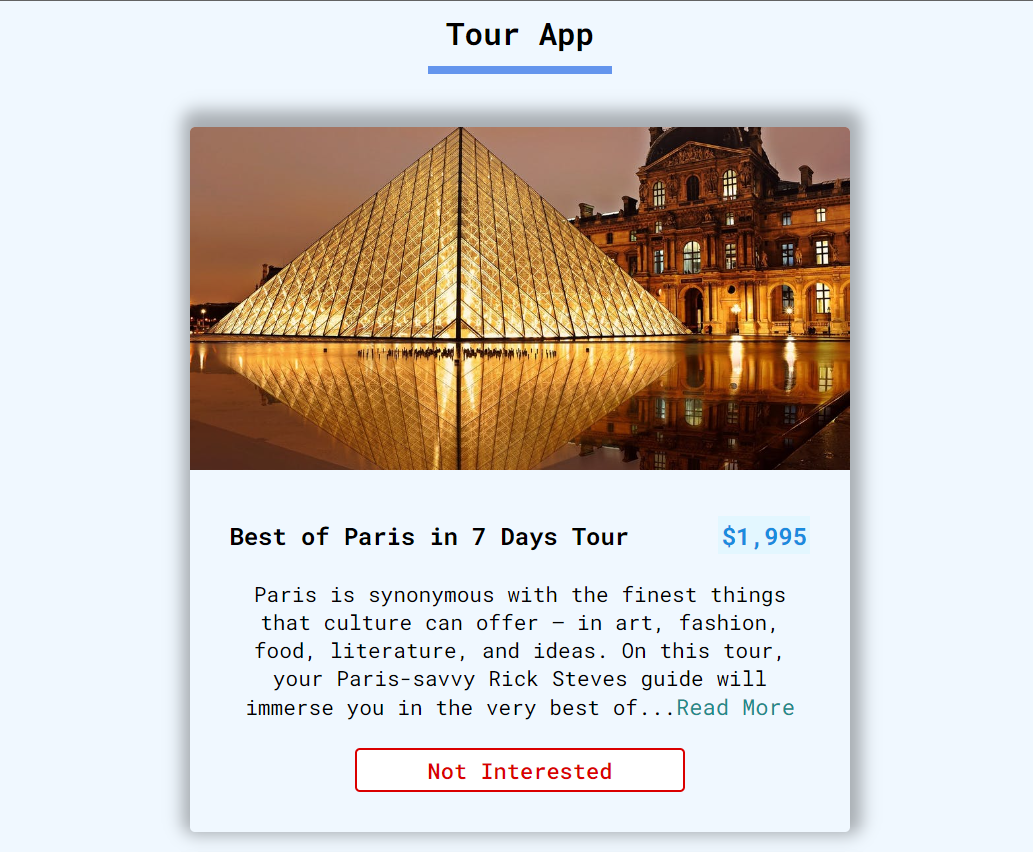 Tour App
Best of Paris in 7 Days Tour
$1,995
Paris is synonymous with the finest things
that culture can offer — in art, fashion,
food, literature, and ideas. On this tour,
your Paris-savvy Rick Steves guide will
immerse you in the very best of...Read More
Not Interested